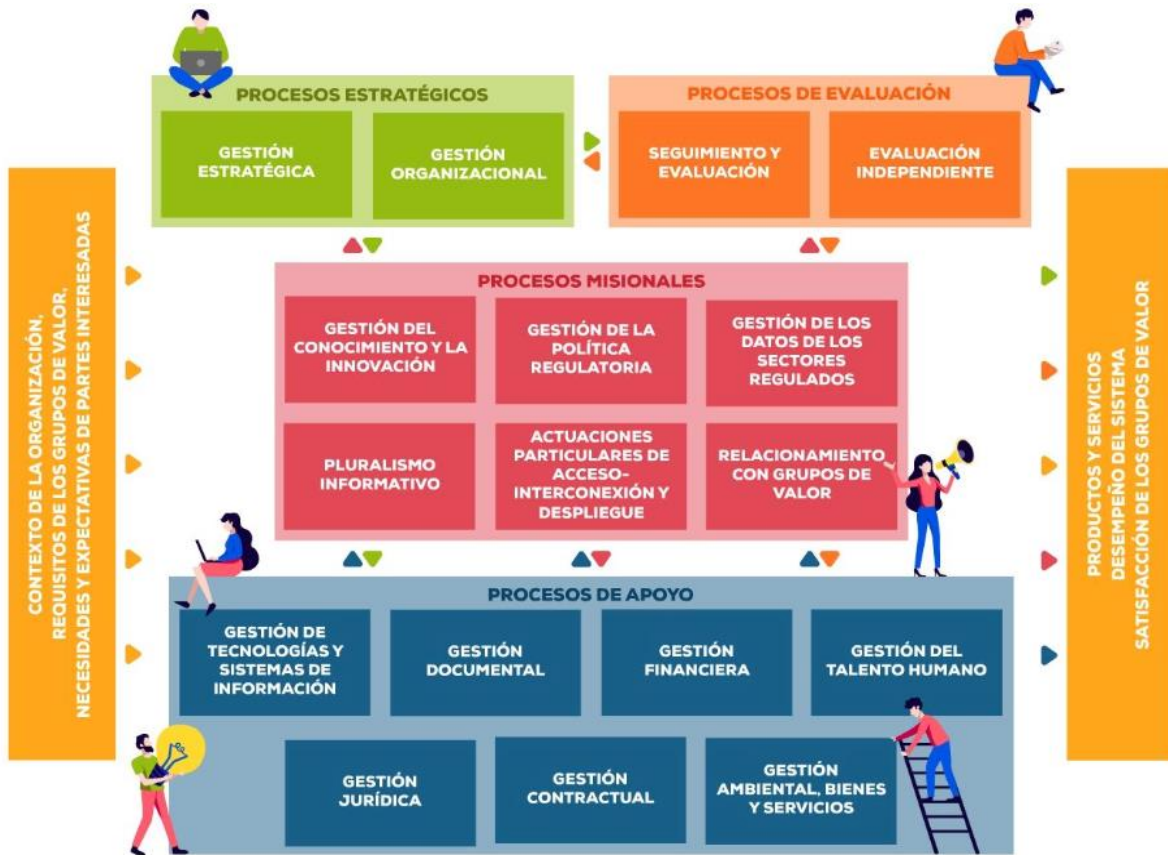 PROCESOS ESTRATÉGICOS
GESTIÓN
ESTRATÉGICA
GESTIÓN
ORGANIZACIONAL
PROCESOS DE EVALUACIÓN
SEGUIMIENTO Y
EVALUACIÓN
EVALUACIÓN
INDEPENDIENTE
CONTEXTO DE LA ORGANIZACIÓN,
REQUISITOS DE LOS GRUPOS DE VALOR,
NECESIDADES Y EXPECTATIVAS DE PARTES INTERESADAS
PROCESOS MISIONALES
GESTIÓN DEL
CONOCIMIENTO Y LA
INNOVACIÓN
GESTIÓN DE LA
POLÍTICA
REGULATORIA
GESTIÓN DE LOS
DATOS DE LOS
SECTORES
REGULADOS
PLURALISMO
INFORMATIVO
ACTUACIONES
PARTICULARES DE
ACCESO-
INTERCONEXIÓN Y
DESPLIEGUE
RELACIONAMIENTO
CON GRUPOS DE
VALOR
PROCESOS DE APOYO
GESTIÓN DE
TECNOLOGÍAS Y
SISTEMAS DE
INFORMACIÓN
GESTIÓN
DOCUMENTAL
GESTIÓN
FINANCIERA
GESTIÓN DEL
TALENTO HUMANO
GESTIÓN
JURÍDICA
GESTIÓN
CONTRACTUAL
GESTIÓN
AMBIENTAL, BIENES
Y SERVICIOS
PRODUCTOS Y SERVICIOS
DESEMPEÑO DEL SISTEMA
SATISFACCIÓN DE LOS GRUPOS DE VALOR